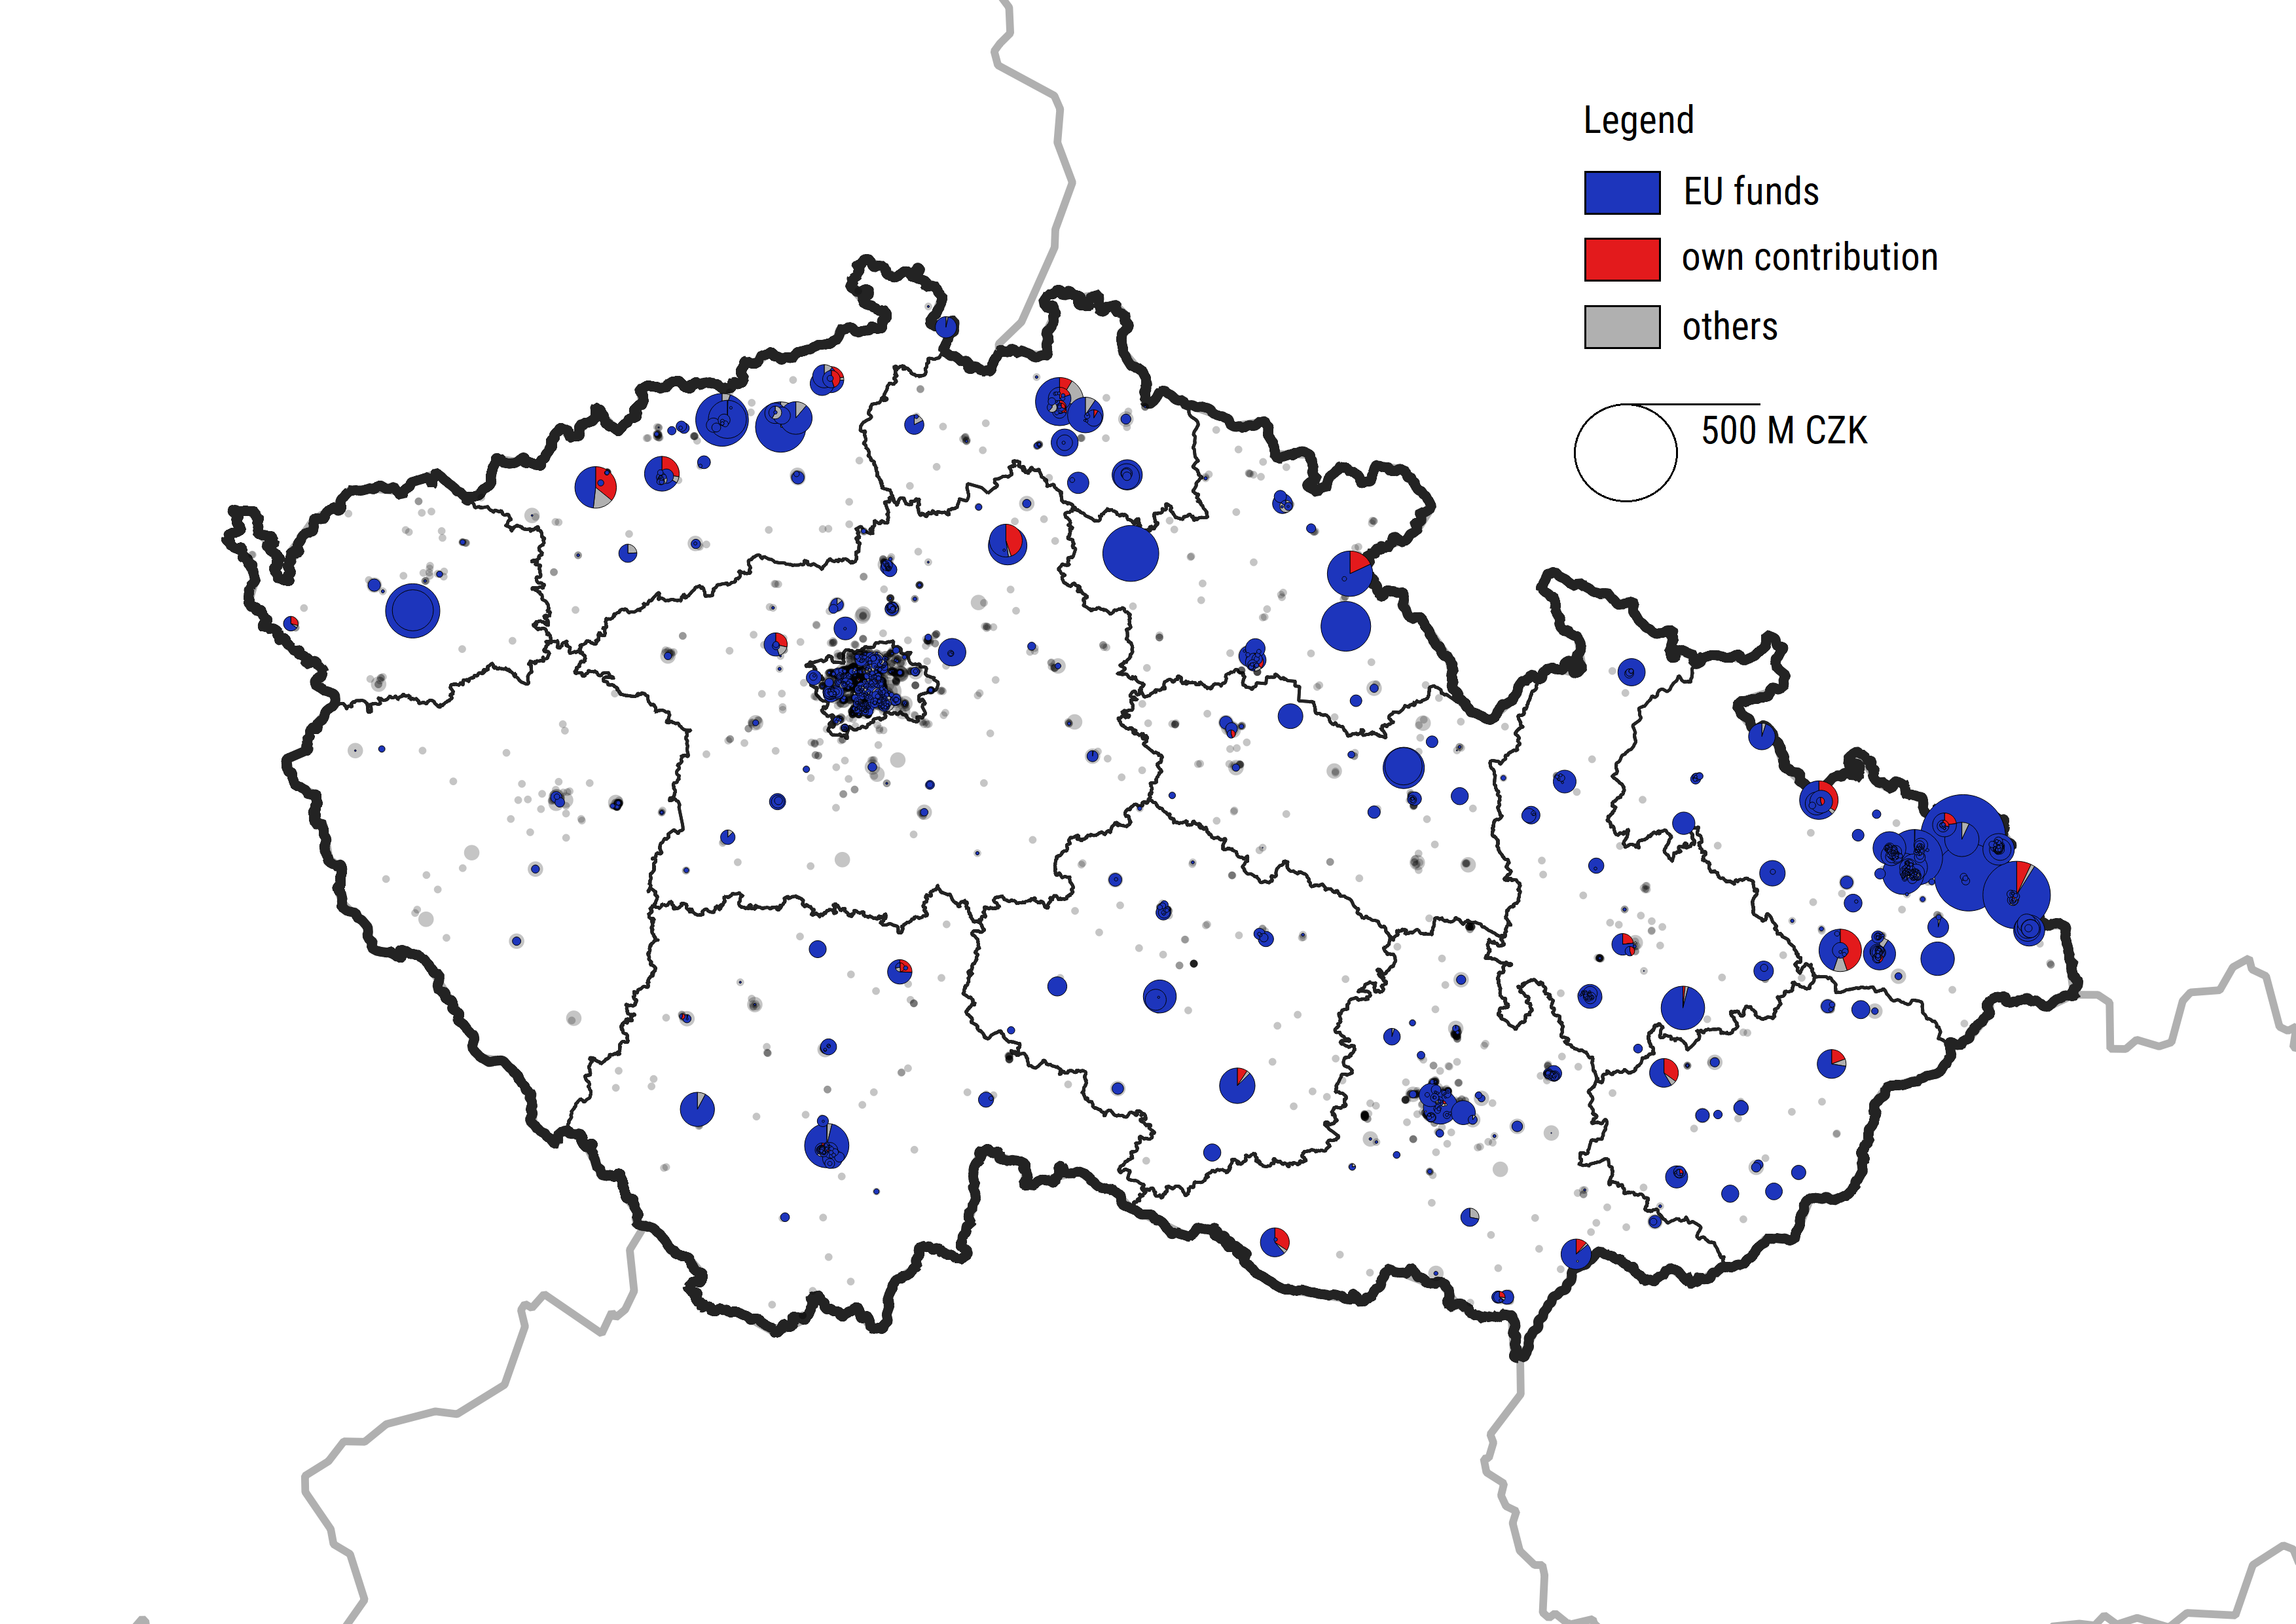 Legend
EU funds
own contribution
others
500 M CZK